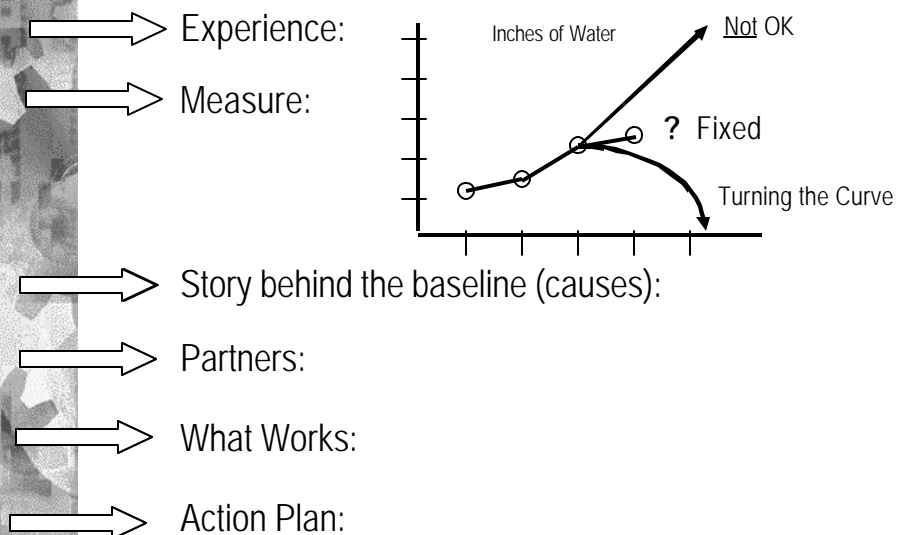 Experience:
Inches of Water
Not OK
Measure:
? Fixed
Turning the Curve
Story behind the baseline (causes):
Partners:
What Works:
Action Plan: